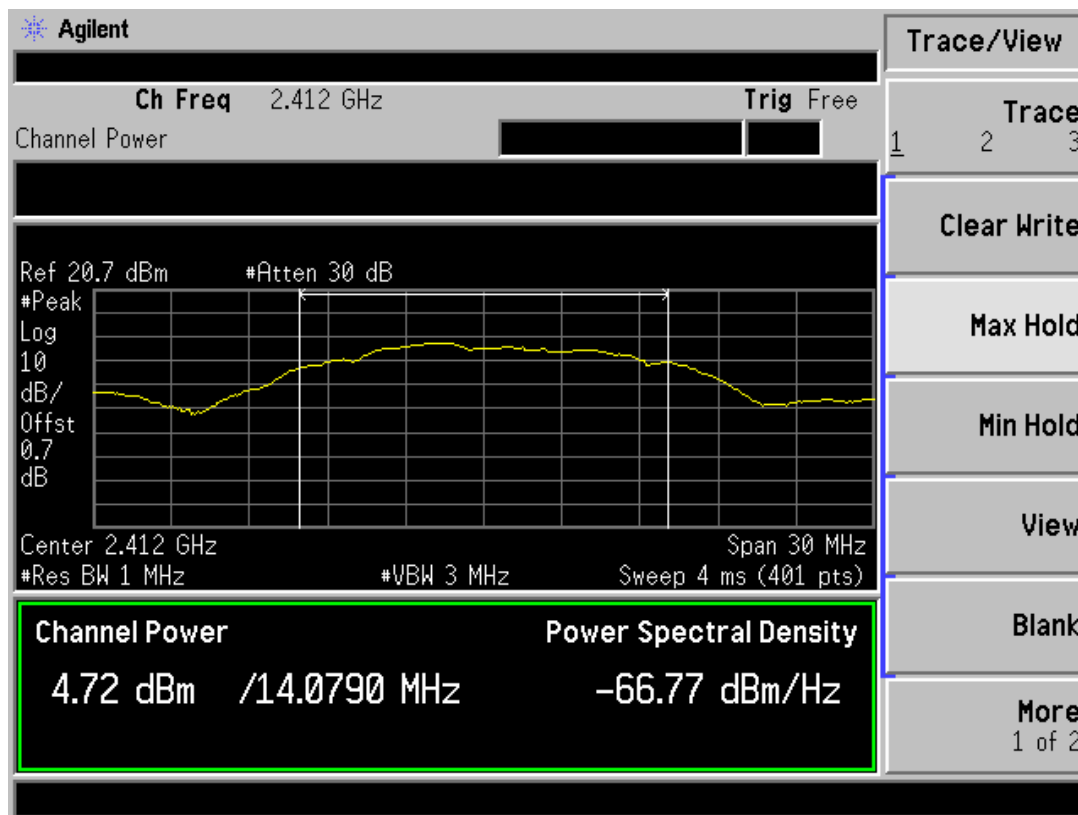 Agilent
Trace/View
Ch Freq 2.412 GHz Trig Free
Channel Power
Trace
1 2 3
Clear Write
Max Hold
Min Hold
View
Blank
More
1 of 2
Ref 20.7 dBm #Atten 30 dB
#Peak
Log
10
dB/
Offst
0.7
dB
Center 2.412 GHz Span 30 MHz
#Res BW 1 MHz #VBW 3 MHz Sweep 4 ms (401 pts)
Channel Power Power Spectral Density
4.72 dBm /14.0790 MHz -66.77 dBm/Hz